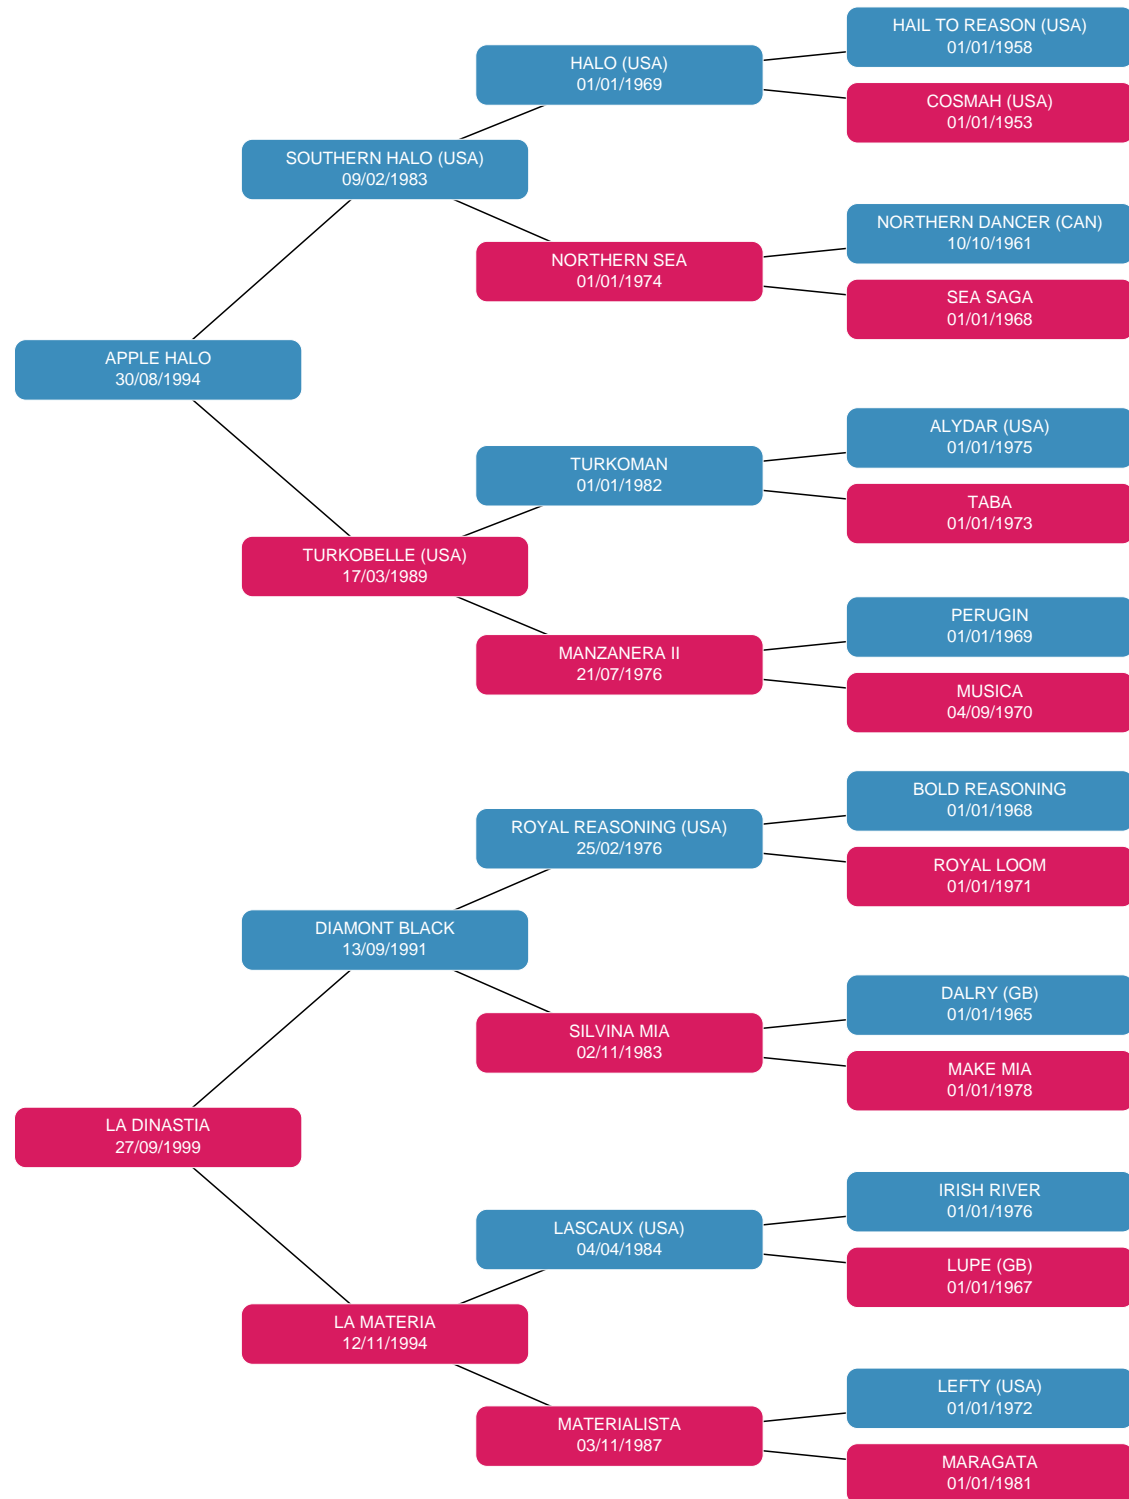 HAIL TO REASON (USA)
01/01/1958
HALO (USA)
01/01/1969
COSMAH (USA)
01/01/1953
SOUTHERN HALO (USA)
09/02/1983
NORTHERN DANCER (CAN)
10/10/1961
NORTHERN SEA
01/01/1974
SEA SAGA
01/01/1968
APPLE HALO
30/08/1994
ALYDAR (USA)
01/01/1975
TURKOMAN
01/01/1982
TABA
01/01/1973
TURKOBELLE (USA)
17/03/1989
PERUGIN
01/01/1969
MANZANERA II
21/07/1976
MUSICA
04/09/1970
BOLD REASONING
01/01/1968
ROYAL REASONING (USA)
25/02/1976
ROYAL LOOM
01/01/1971
DIAMONT BLACK
13/09/1991
DALRY (GB)
01/01/1965
SILVINA MIA
02/11/1983
MAKE MIA
01/01/1978
LA DINASTIA
27/09/1999
IRISH RIVER
01/01/1976
LASCAUX (USA)
04/04/1984
LUPE (GB)
01/01/1967
LA MATERIA
12/11/1994
LEFTY (USA)
01/01/1972
MATERIALISTA
03/11/1987
MARAGATA
01/01/1981